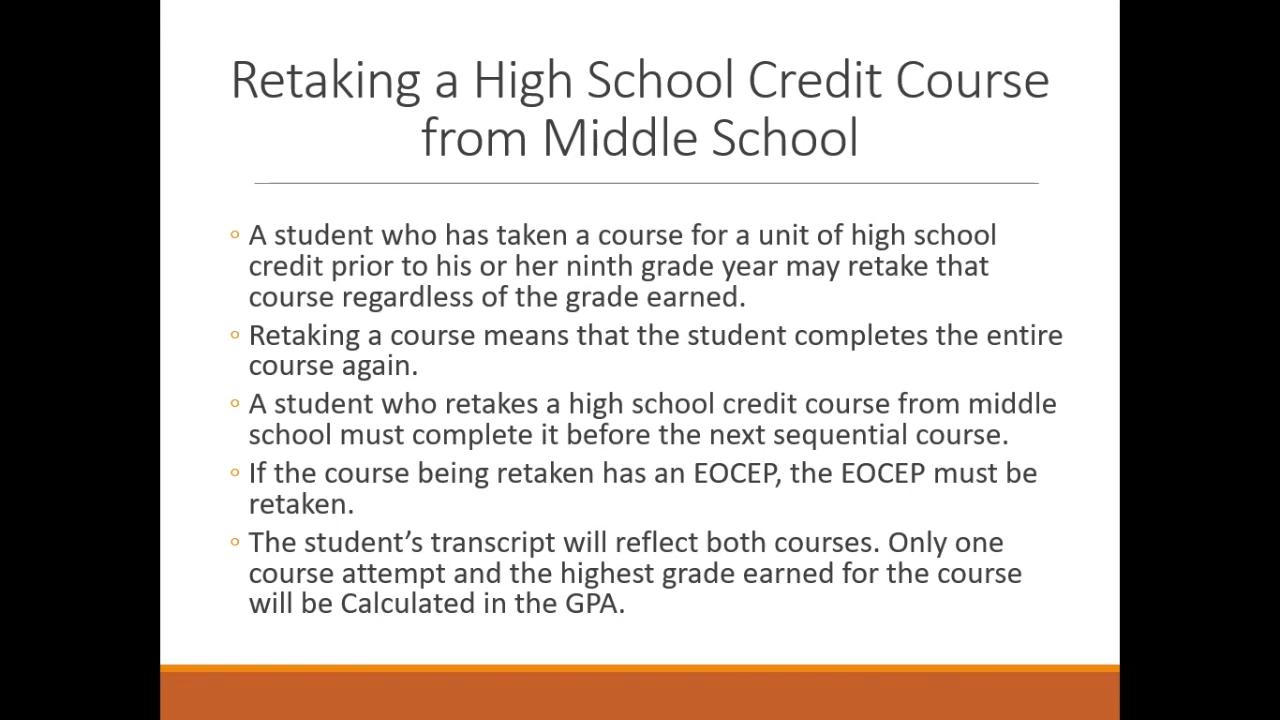 Retaking a High School Credit Course
from Middle School
◦ A student who has taken a course for a unit of high school
credit prior to his or her ninth grade year may retake that
course regardless of the grade earned.
◦ Retaking a course means that the student completes the entire
course again.
◦ A student who retakes a high school credit course from middle
school must complete it before the next sequential course.
◦ If the course being retaken has an EOCEP, the EOCEP must be
retaken.
◦ The student’s transcript will reflect both courses. Only one
course attempt and the highest grade earned for the course
will be Calculated in the GPA.